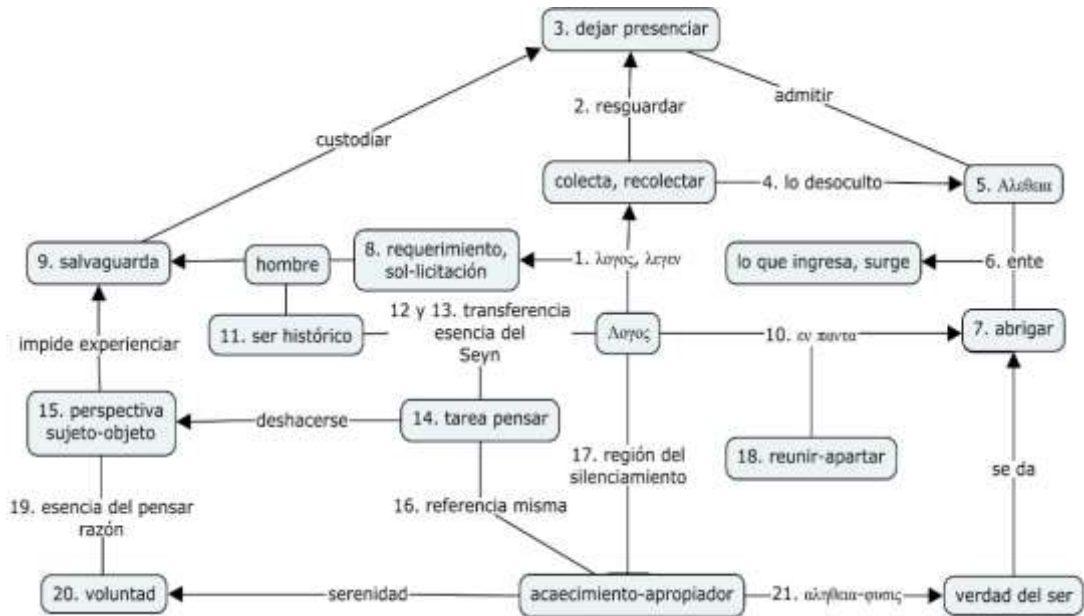 3. dejar presenciar
2. resguardar
admitir
custodiar
colecta, recolectar
4. lo desoculto
5. Αλεθεια
9. salvaguarda
hombre
8. requerimiento,
sol-licitación
1. λογος, λεγεν
lo que ingresa, surge
6. ente
12 y 13. transferencia
esencia del
Seyn
11. ser histórico
Λογος
10. εν παντα
7. abrigar
impide experienciar
15. perspectiva
sujeto-objeto
deshacerse
14. tarea pensar
17. región del
silenciamiento
18. reunir-apartar
se da
19. esencia del pensar
razón
16. referencia misma
20. voluntad
serenidad
acaecimiento-apropiador
21. αληθεια-φυσις
verdad del ser